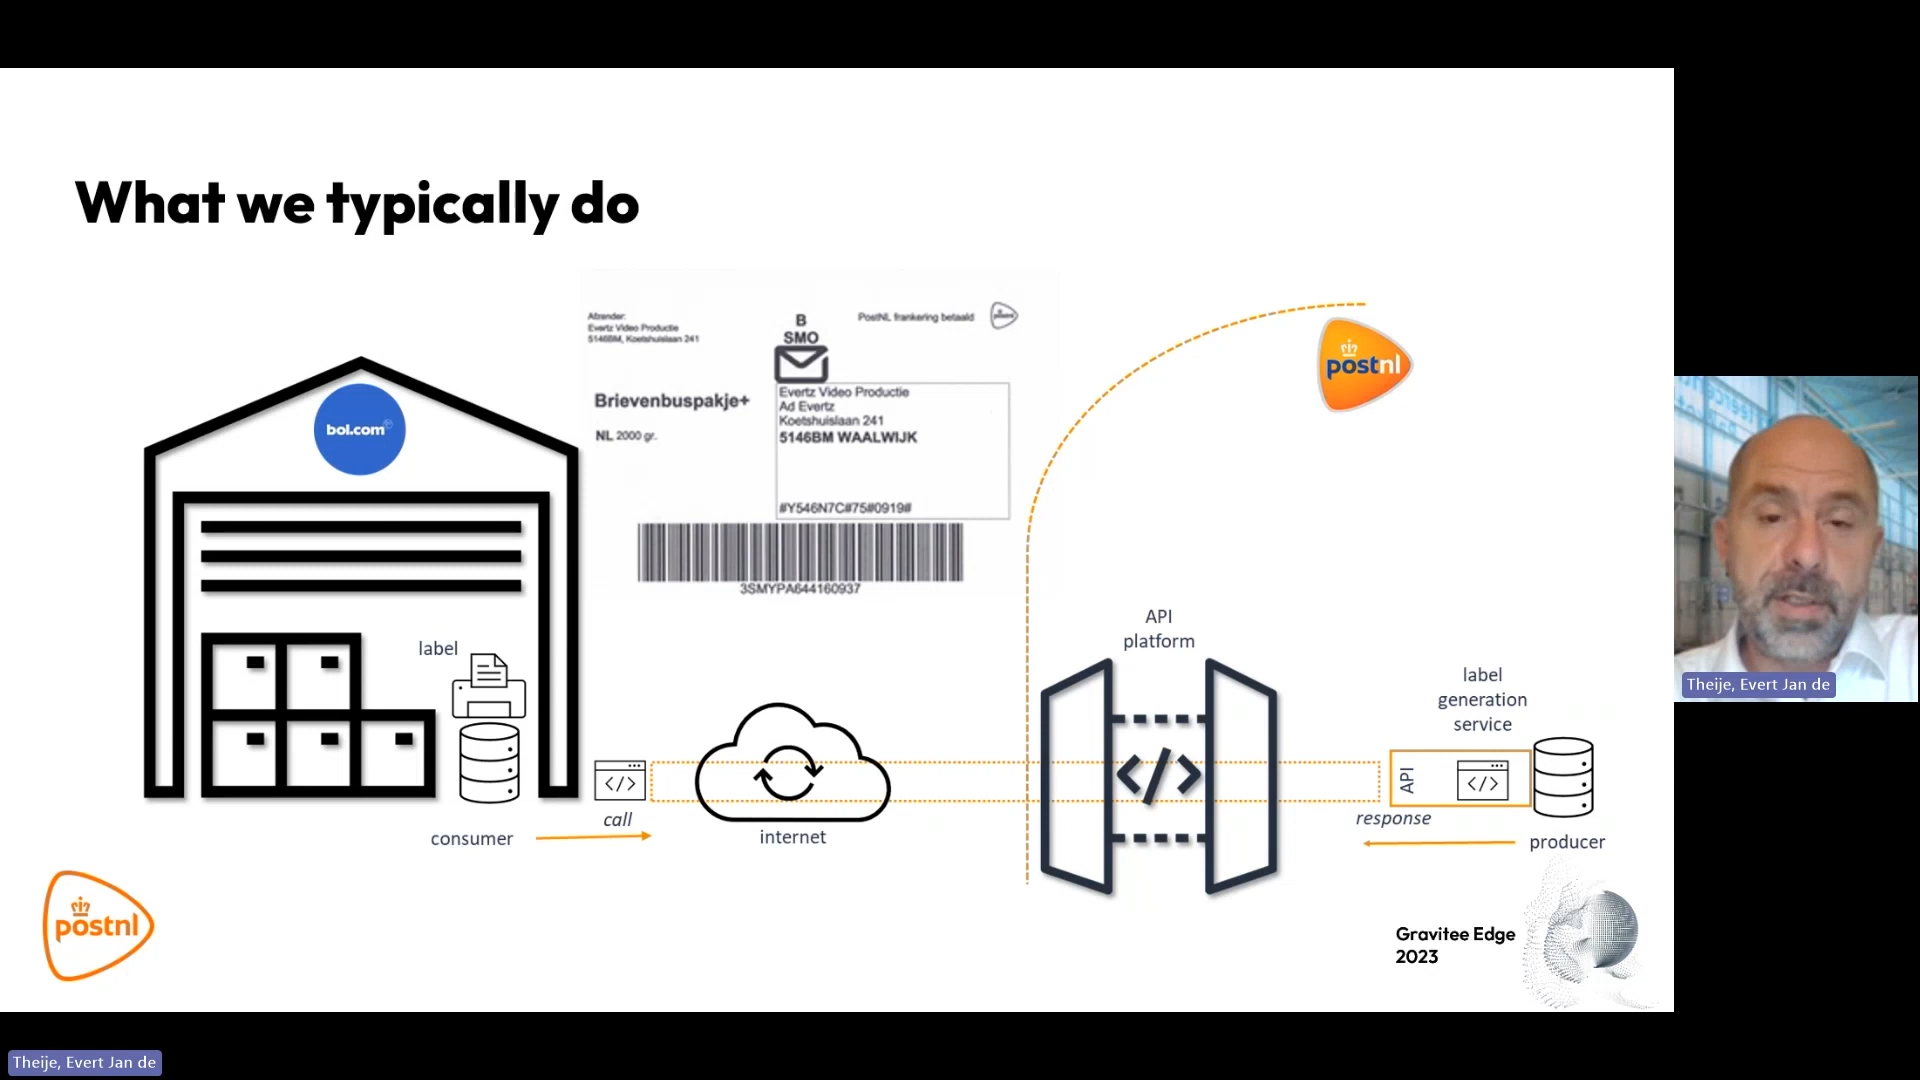 What we typically do
Afzender:
Evertz Video Productie
5146BM, Koetshuislaan 241
B
SMO
PostNL frankering betaald
Brievenbuspakje+
NL 2000 gr.
Evertz Video Productie
Ad Evertz
Koetshuislaan 241
5146BM WAALWIJK
#Y546N7C#75#0919#
3SMYPA644160937
bol.com
postnl
label
API
platform
label
generation
service
</>
</>
API
</>
call
response
consumer
internet
producer
postnl
Gravitee Edge
2023
Theije, Evert Jan de
Theije, Evert Jan de